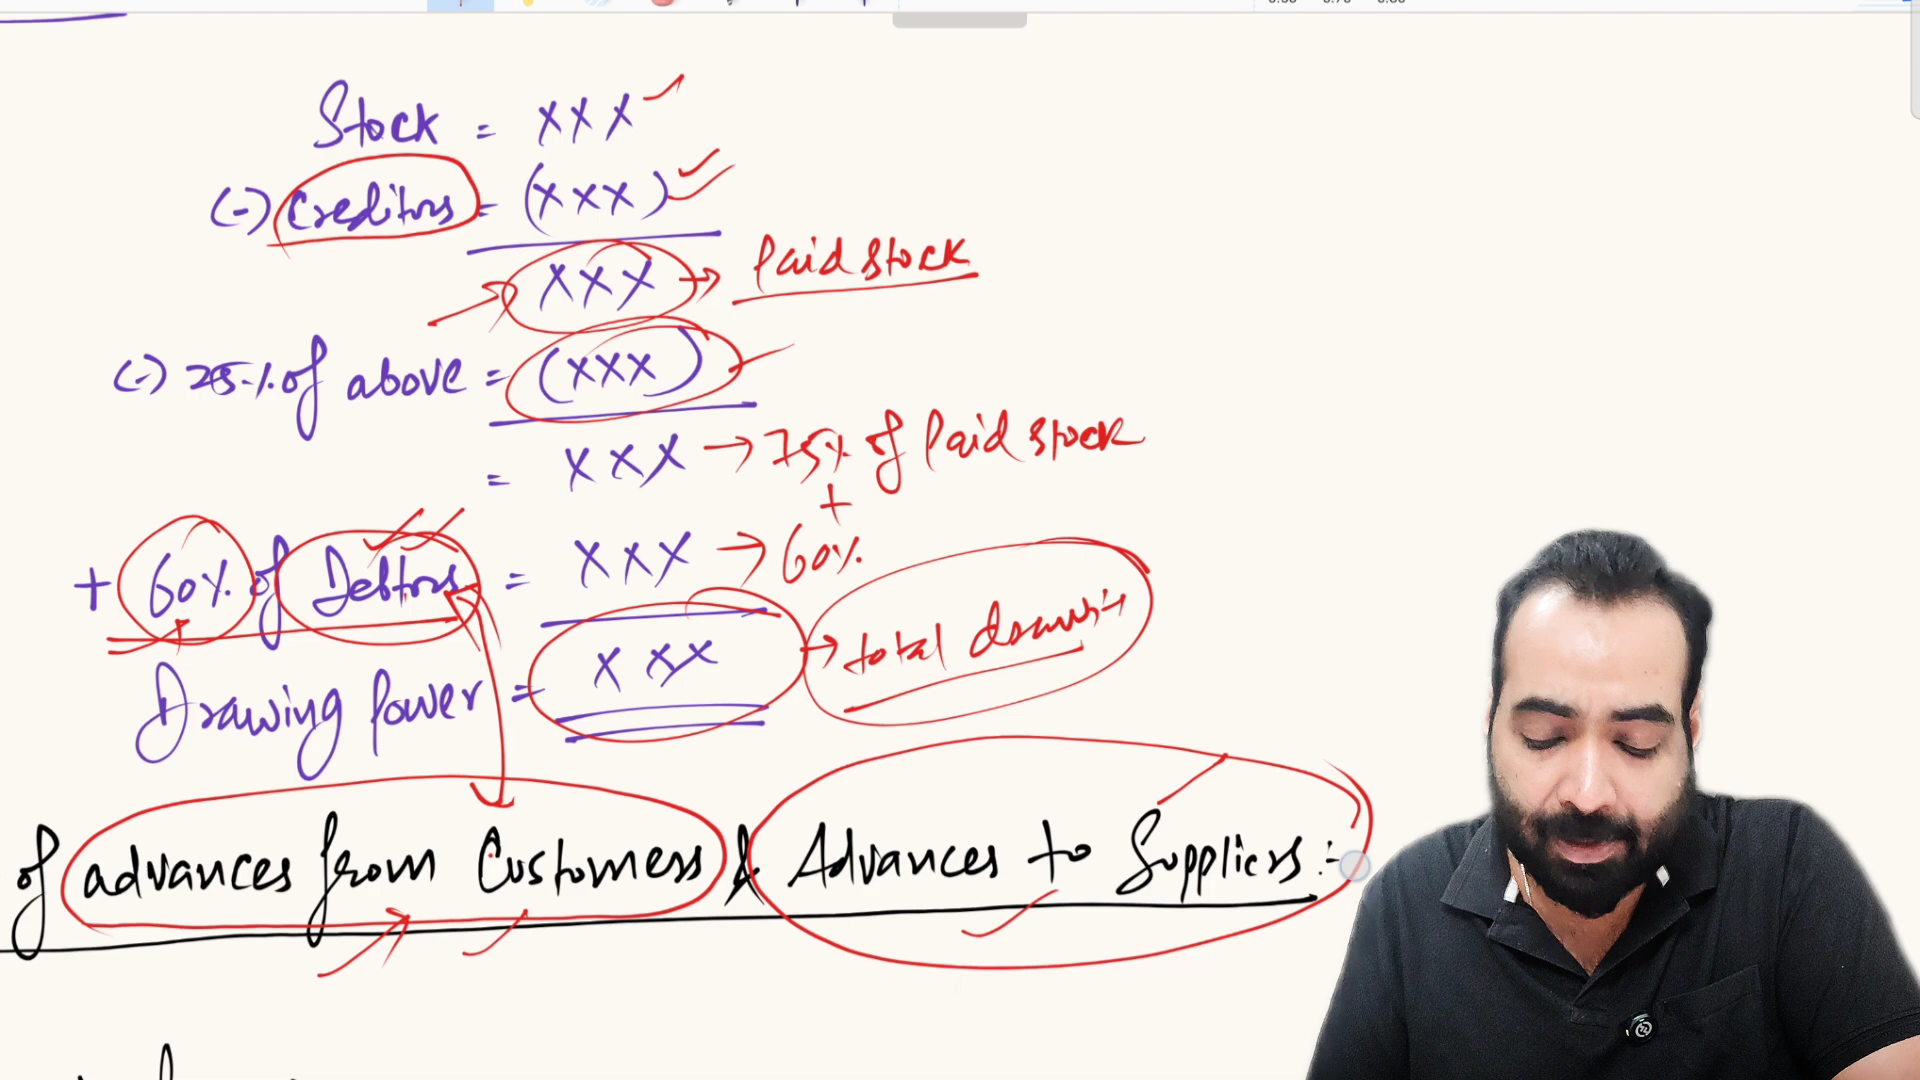 Stock = XXX
(-) Creditors = (XXX)
XXX → Paid stock
(-) 25% of above = (XXX)
= XXX → 75% of Paid stock
+
+ 60% of Debtors = XXX → 60%
Drawing Power = XXX → total
of advances from Customers & Advances to Suppliers :-